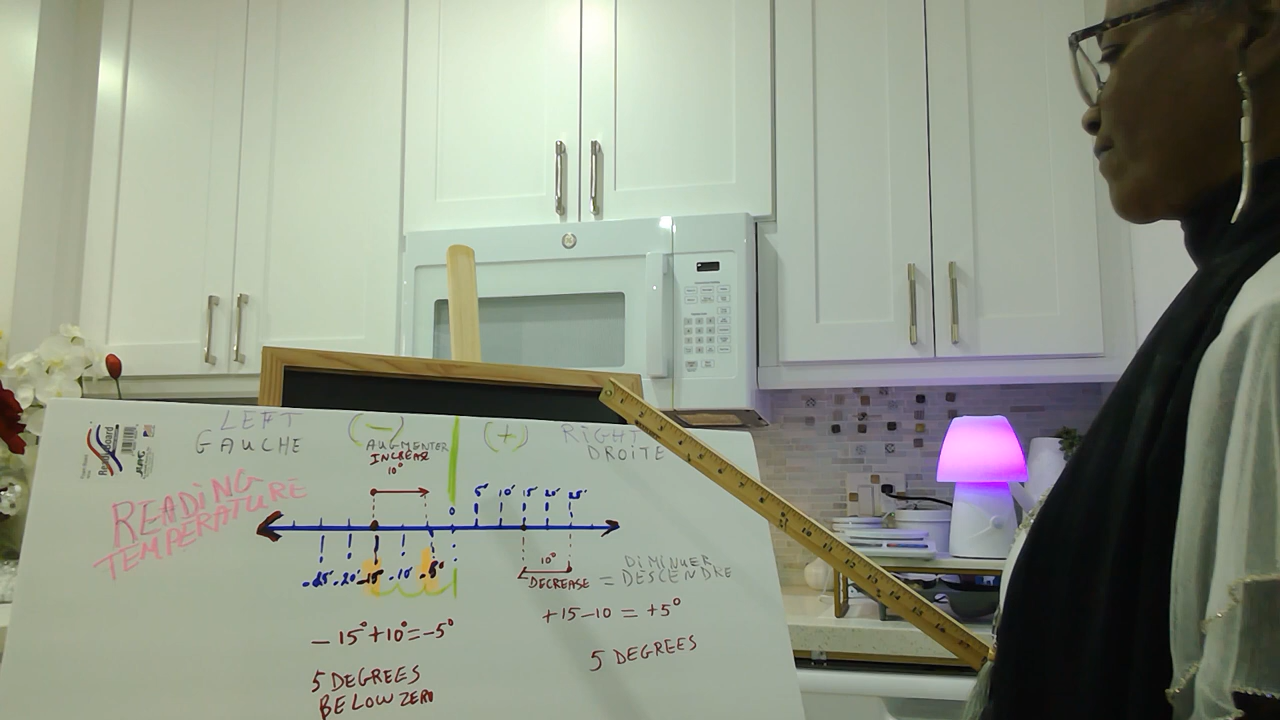 LEFT
GAUCHE
(-)
AUGMENTER
INCREASE
10°
(+)
RIGHT
DROITE
READING
TEMPERATURE
0 5° 10° 15° 20° 25°
-25° -20° -15° -10° -5°
10°
DECREASE = DIMINUER
DESCENDRE
-15°+10°=-5°
+15-10 = +5°
5 DEGREES
BELOW ZERO
5 DEGREES